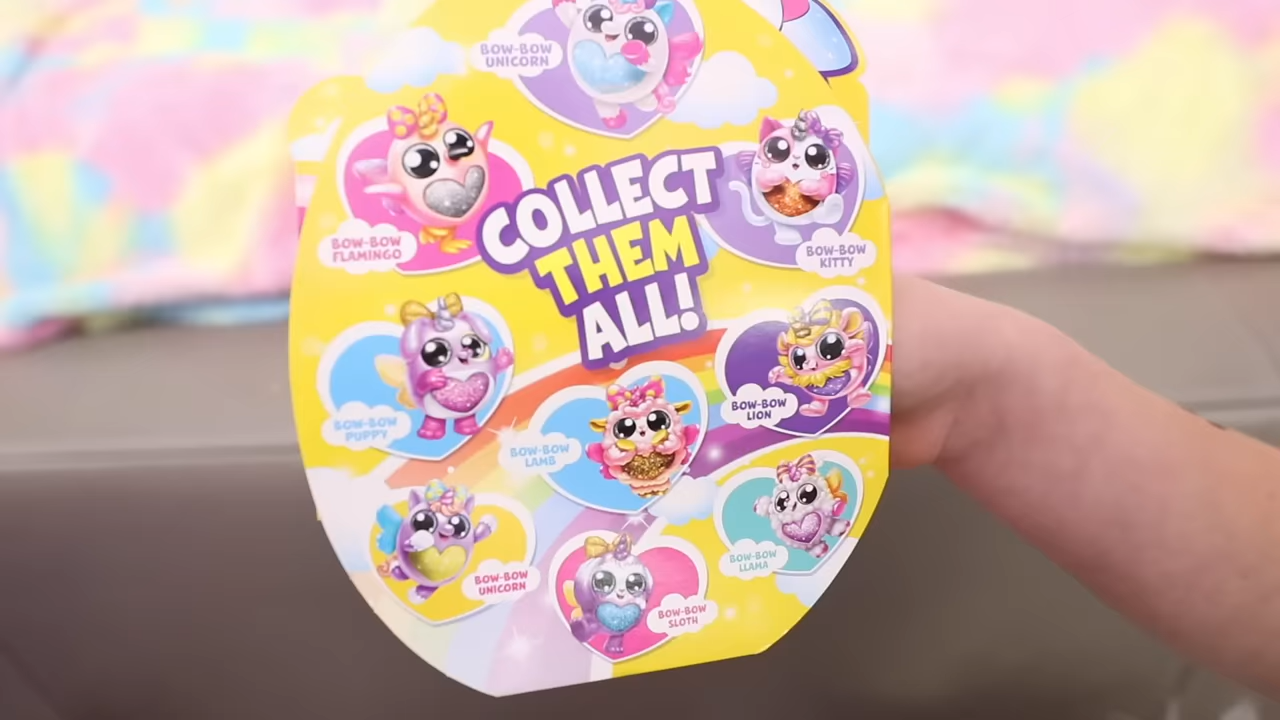 BOW-BOW
UNICORN
BOW-BOW
FLAMINGO
COLLECT
THEM
ALL!
BOW-BOW
KITTY
BOW-BOW
PUPPY
BOW-BOW
LAMB
BOW-BOW
LION
BOW-BOW
UNICORN
BOW-BOW
SLOTH
BOW-BOW
LLAMA